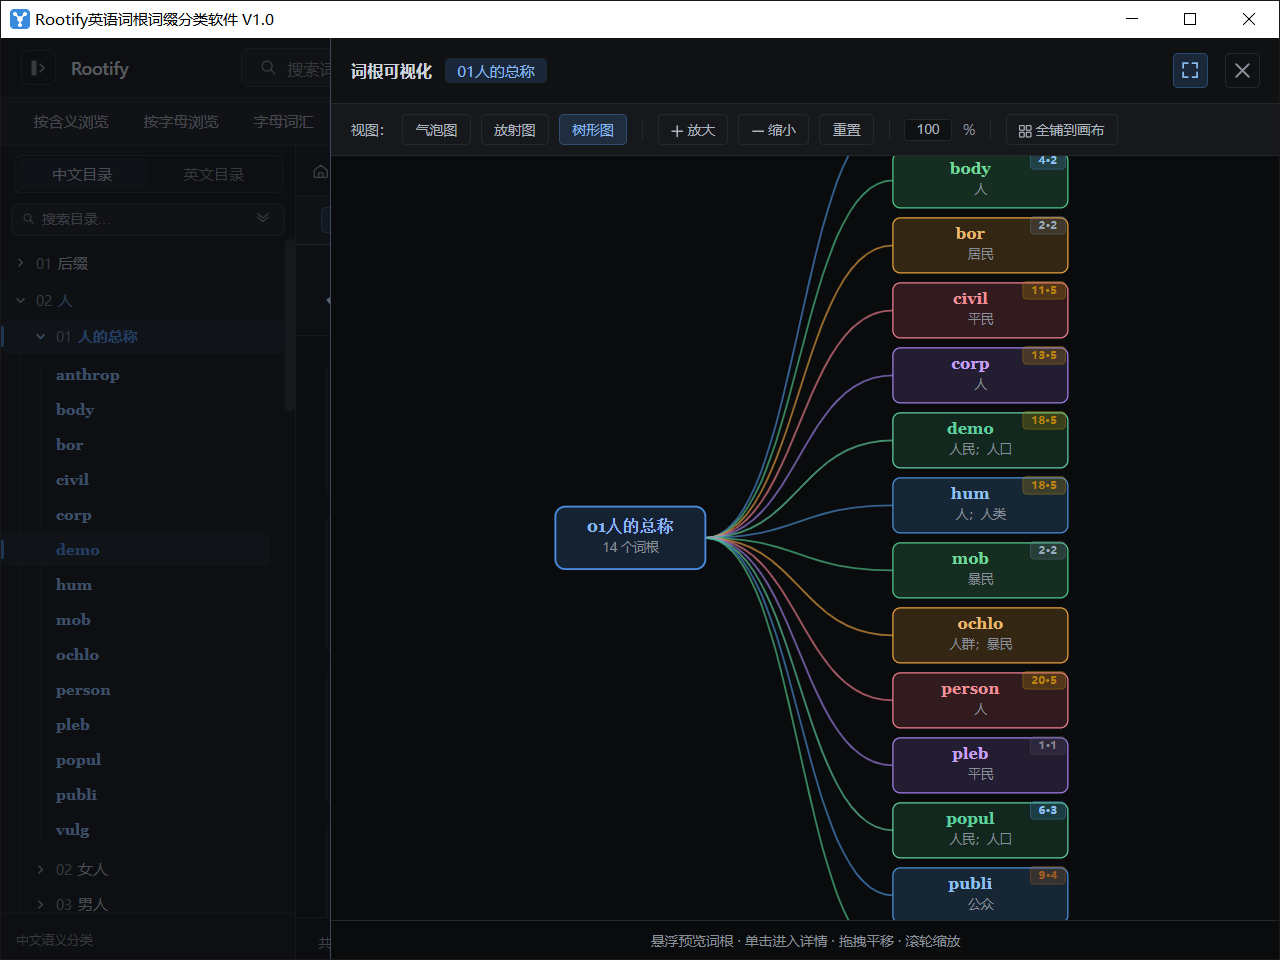 Rootify英语词根词缀分类软件 V1.0
Rootify
搜索词
词根可视化
01人的总称
按含义浏览
按字母浏览
字母词汇
视图：
气泡图
放射图
树形图
放大
缩小
重置
100
%
全铺到画布
中文目录
英文目录
搜索目录...
01 后缀
02 人
01 人的总称
anthrop
body
bor
civil
corp
demo
hum
mob
ochlo
person
pleb
popul
publi
vulg
02 女人
03 男人
中文语义分类
共
01人的总称
14 个词根
body
4•2
人
bor
2•2
居民
civil
11•5
平民
corp
13•5
人
demo
18•5
人民；人口
hum
18•5
人；人类
mob
2•2
暴民
ochlo
人群；暴民
person
20•5
人
pleb
1•1
平民
popul
6•3
人民；人口
publi
9•4
公众
悬浮预览词根 · 单击进入详情 · 拖拽平移 · 滚轮缩放